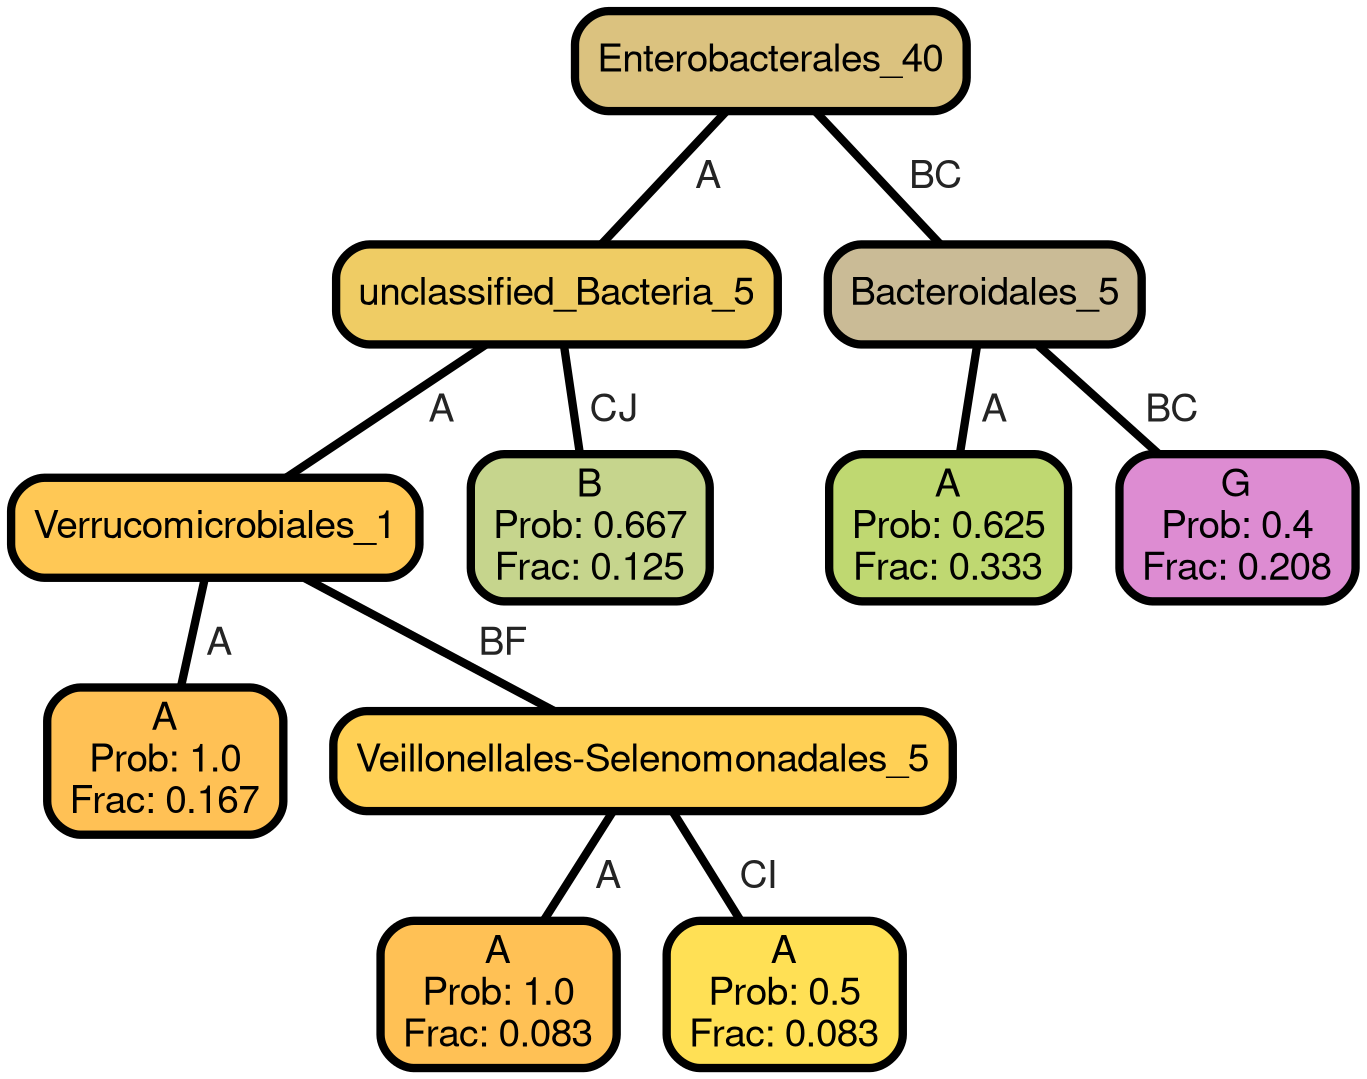 Enterobacterales_40
A
BC
unclassified_Bacteria_5
Bacteroidales_5
A
CJ
A
BC
Verrucomicrobiales_1
B
Prob: 0.667
Frac: 0.125
A
Prob: 0.625
Frac: 0.333
G
Prob: 0.4
Frac: 0.208
A
BF
A
Prob: 1.0
Frac: 0.167
Veillonellales-Selenomonadales_5
A
CI
A
Prob: 1.0
Frac: 0.083
A
Prob: 0.5
Frac: 0.083